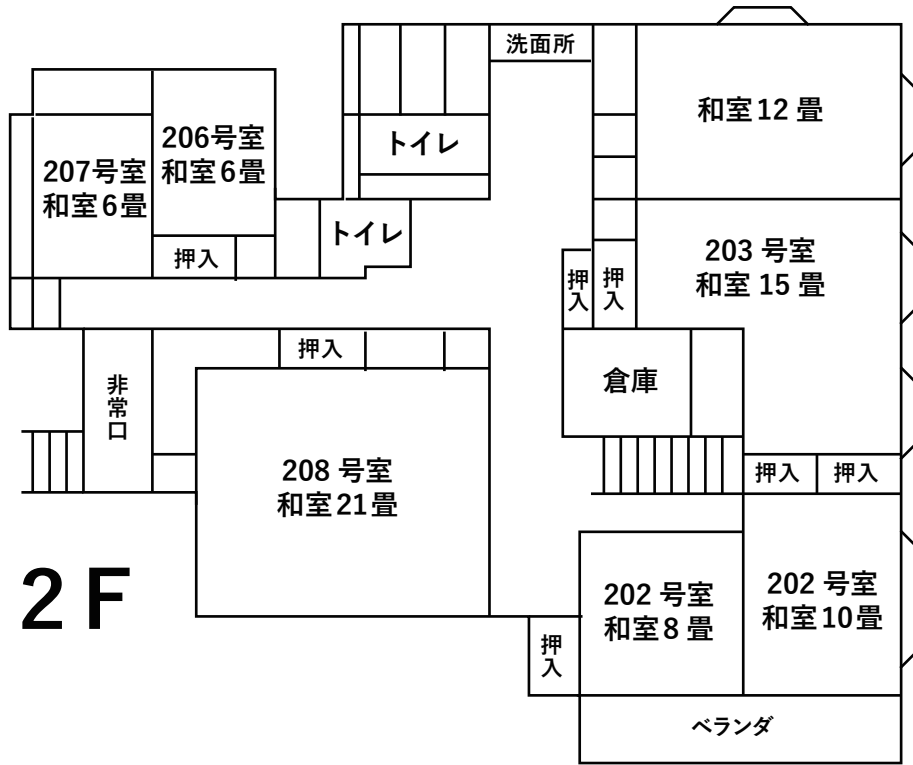 洗面所
和室12 畳
トイレ
206号室
和室6畳
207号室
和室6畳
トイレ
押入
203 号室
和室 15 畳
押入
押入
押入
倉庫
非常口
208 号室
和室21畳
押入
押入
2F
202 号室
和室8 畳
202 号室
和室10畳
押入
ベランダ